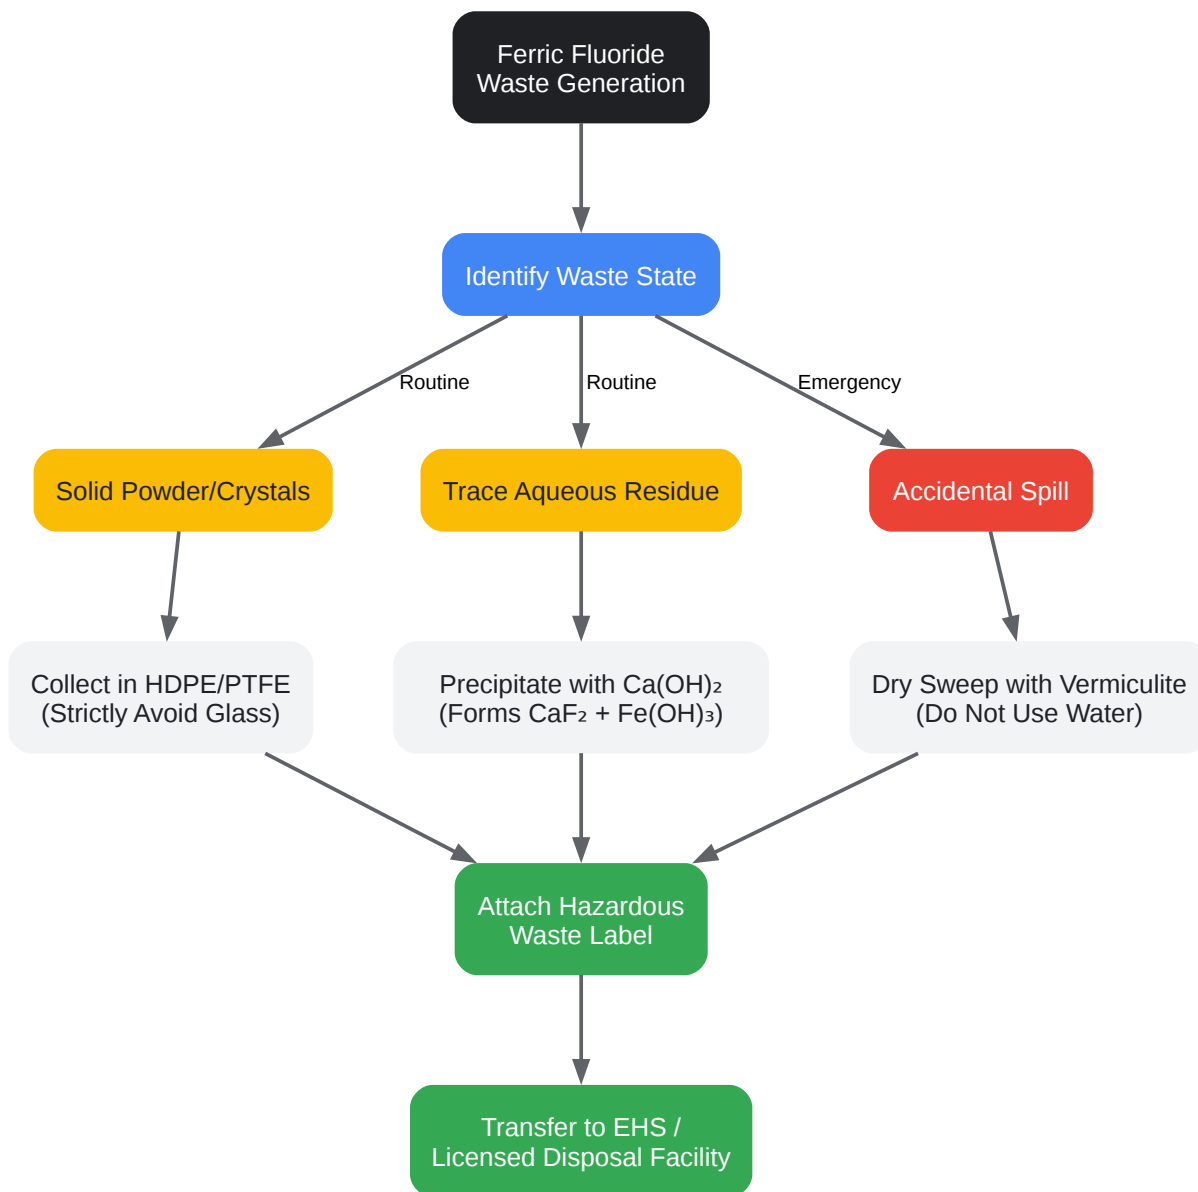 Ferric Fluoride
Waste Generation
Identify Waste State
Routine
Routine
Emergency
Solid Powder/Crystals
Trace Aqueous Residue
Accidental Spill
Collect in HDPE/PTFE
(Strictly Avoid Glass)
Precipitate with Ca(OH)₂
(Forms CaF₂ + Fe(OH)₃)
Dry Sweep with Vermiculite
(Do Not Use Water)
Attach Hazardous
Waste Label
Transfer to EHS /
Licensed Disposal Facility